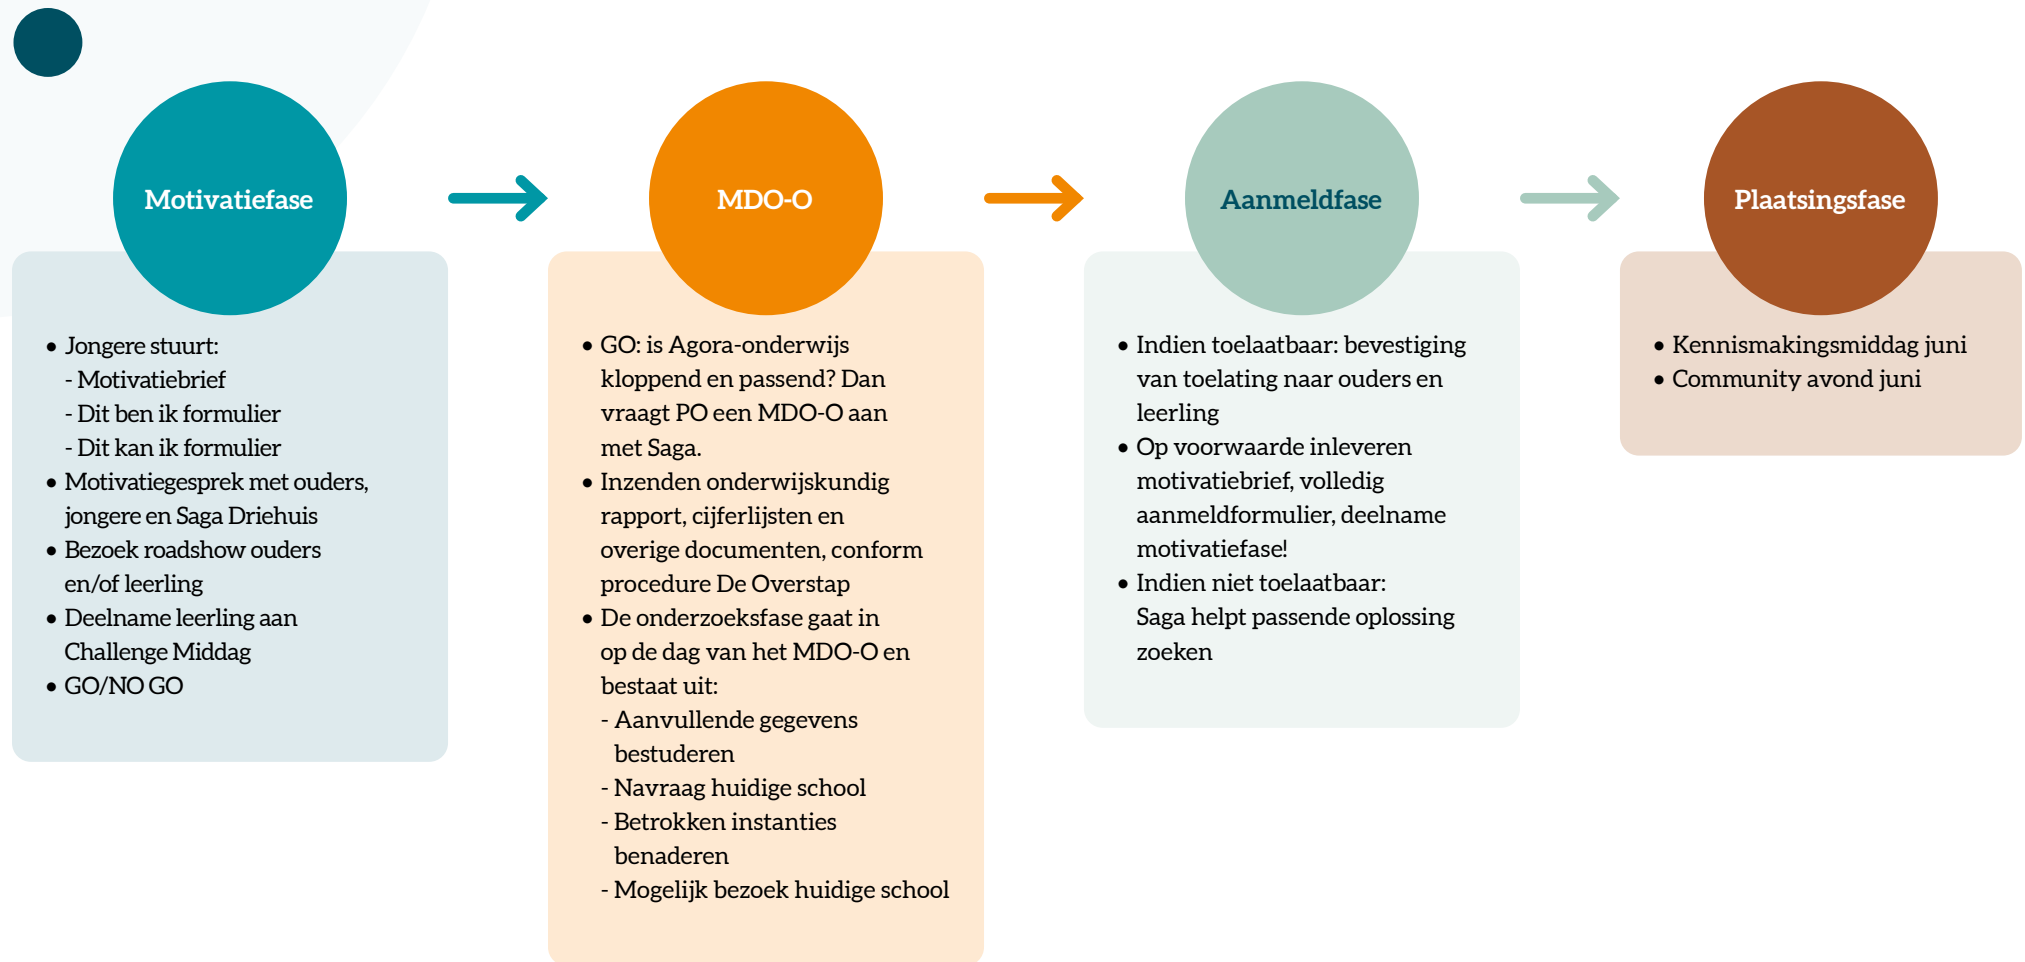 Motivatiefase
• Jongere stuurt:
- Motivatiebrief
- Dit ben ik formulier
- Dit kan ik formulier
• Motivatiegesprek met ouders,
jongere en Saga Driehuis
• Bezoek roadshow ouders
en/of leerling
• Deelname leerling aan
Challenge Middag
• GO/NO GO
MDO-O
• GO: is Agora-onderwijs
kloppend en passend? Dan
vraagt PO een MDO-O aan
met Saga.
• Inzenden onderwijskundig
rapport, cijferlijsten en
overige documenten, conform
procedure De Overstap
• De onderzoeksfase gaat in
op de dag van het MDO-O en
bestaat uit:
- Aanvullende gegevens
bestuderen
- Navraag huidige school
- Betrokken instanties
benaderen
- Mogelijk bezoek huidige school
Aanmeldfase
• Indien toelaatbaar: bevestiging
van toelating naar ouders en
leerling
• Op voorwaarde inleveren
motivatiebrief, volledig
aanmeldformulier, deelname
motivatiefase!
• Indien niet toelaatbaar:
Saga helpt passende oplossing
zoeken
Plaatsingsfase
• Kennismakingsmiddag juni
• Community avond juni